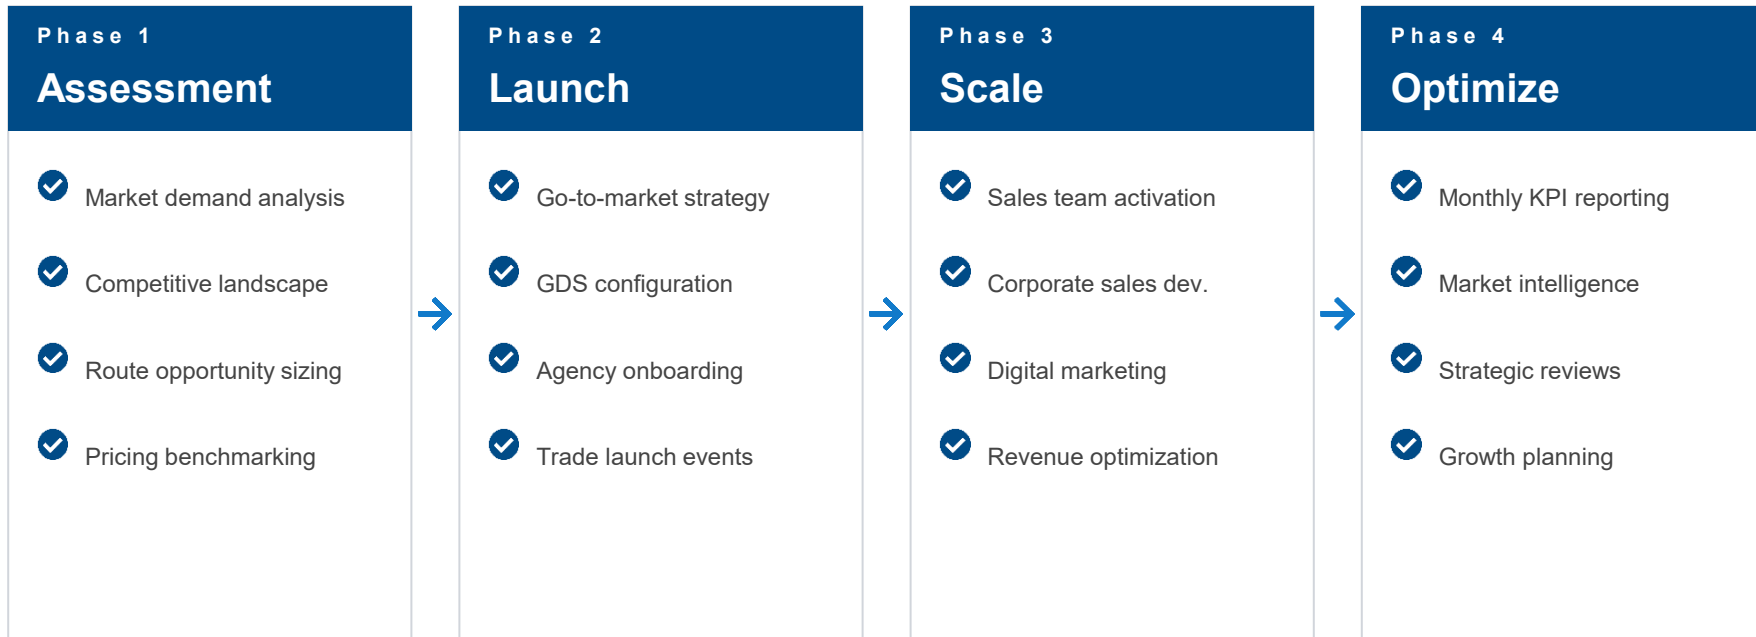 Phase 1
Assessment
Market demand analysis
Competitive landscape
Route opportunity sizing
Pricing benchmarking
Phase 2
Launch
Go-to-market strategy
GDS configuration
Agency onboarding
Trade launch events
Phase 3
Scale
Sales team activation
Corporate sales dev.
Digital marketing
Revenue optimization
Phase 4
Optimize
Monthly KPI reporting
Market intelligence
Strategic reviews
Growth planning